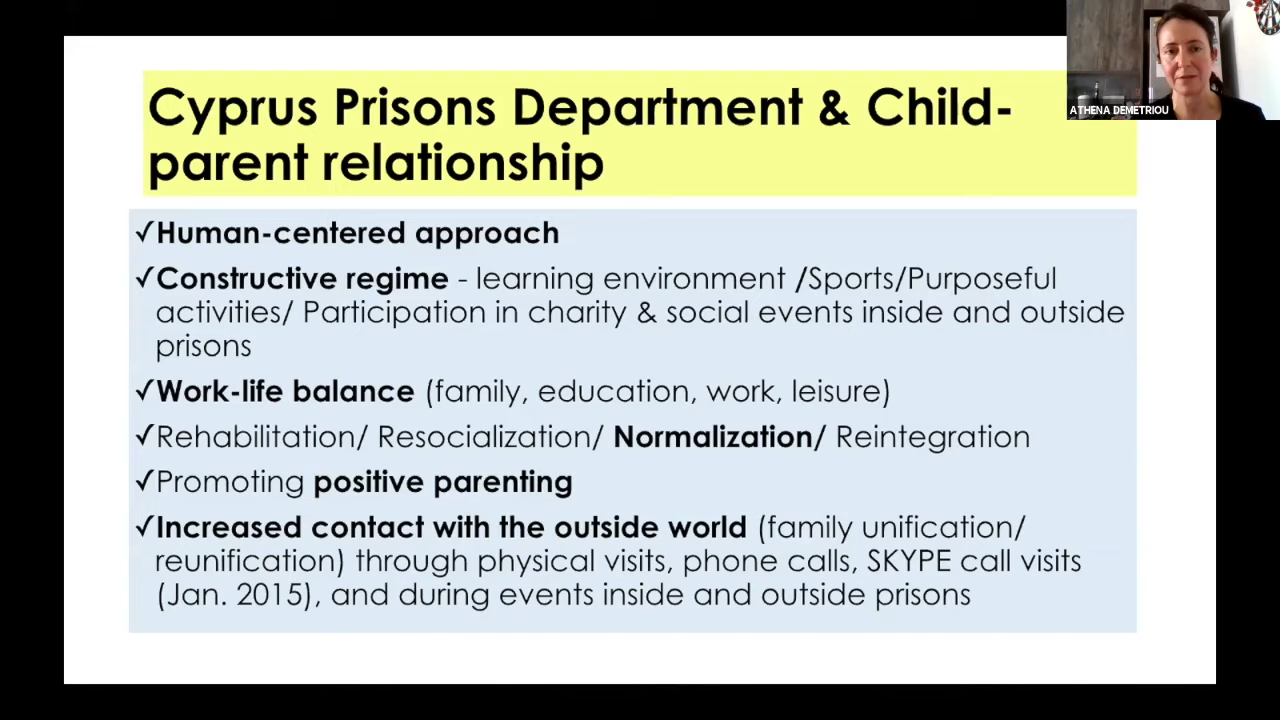 Cyprus Prisons Department & Child-
parent relationship
ATHENA DEMETRIOU
✓Human-centered approach
✓Constructive regime - learning environment /Sports/Purposeful
activities/ Participation in charity & social events inside and outside
prisons
✓Work-life balance (family, education, work, leisure)
✓Rehabilitation/ Resocialization/ Normalization/ Reintegration
✓Promoting positive parenting
✓Increased contact with the outside world (family unification/
reunification) through physical visits, phone calls, SKYPE call visits
(Jan. 2015), and during events inside and outside prisons